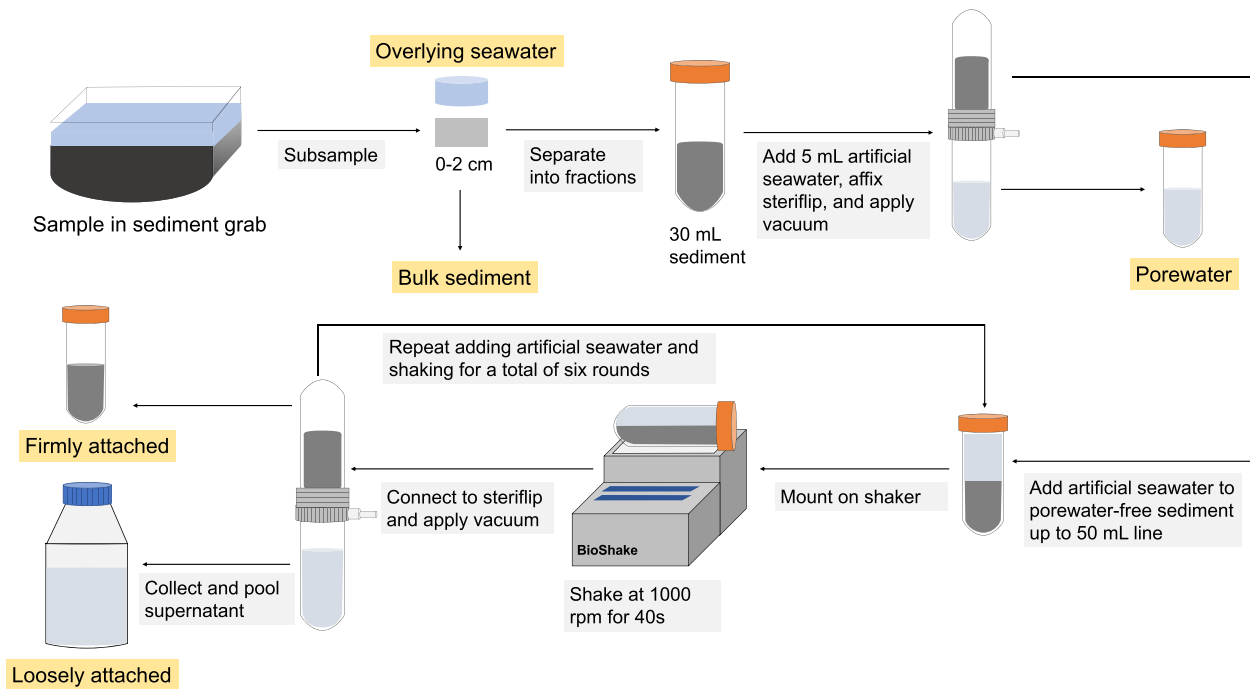 Overlying seawater
Subsample
0-2 cm
Separate
into fractions
Add 5 mL artificial
seawater, affix
steriflip, and apply
vacuum
Sample in sediment grab
30 mL
sediment
Bulk sediment
Porewater
Repeat adding artificial seawater and
shaking for a total of six rounds
Firmly attached
Connect to steriflip
and apply vacuum
BioShake
Mount on shaker
Add artificial seawater to
porewater-free sediment
up to 50 mL line
Shake at 1000
rpm for 40s
Collect and pool
supernatant
Loosely attached